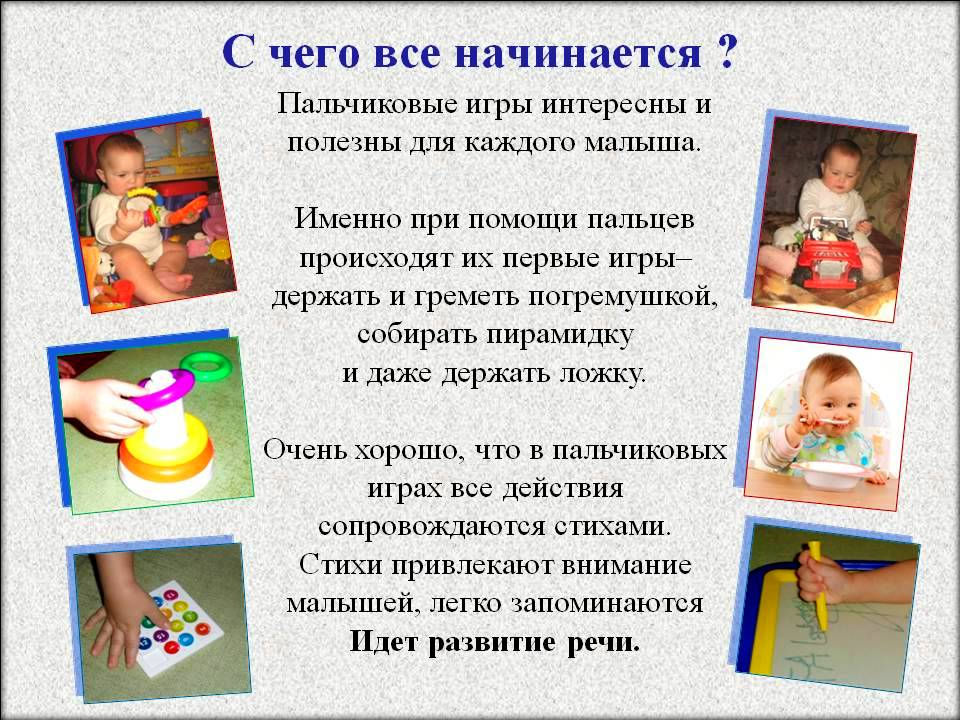 С чего все начинается ?
Пальчиковые игры интересны и
полезны для каждого малыша.
Именно при помощи пальцев
происходят их первые игры–
держать и греметь погремушкой,
собирать пирамидку
и даже держать ложку.
Очень хорошо, что в пальчиковых
играх все действия
сопровождаются стихами.
Стихи привлекают внимание
малышей, легко запоминаются
Идет развитие речи.